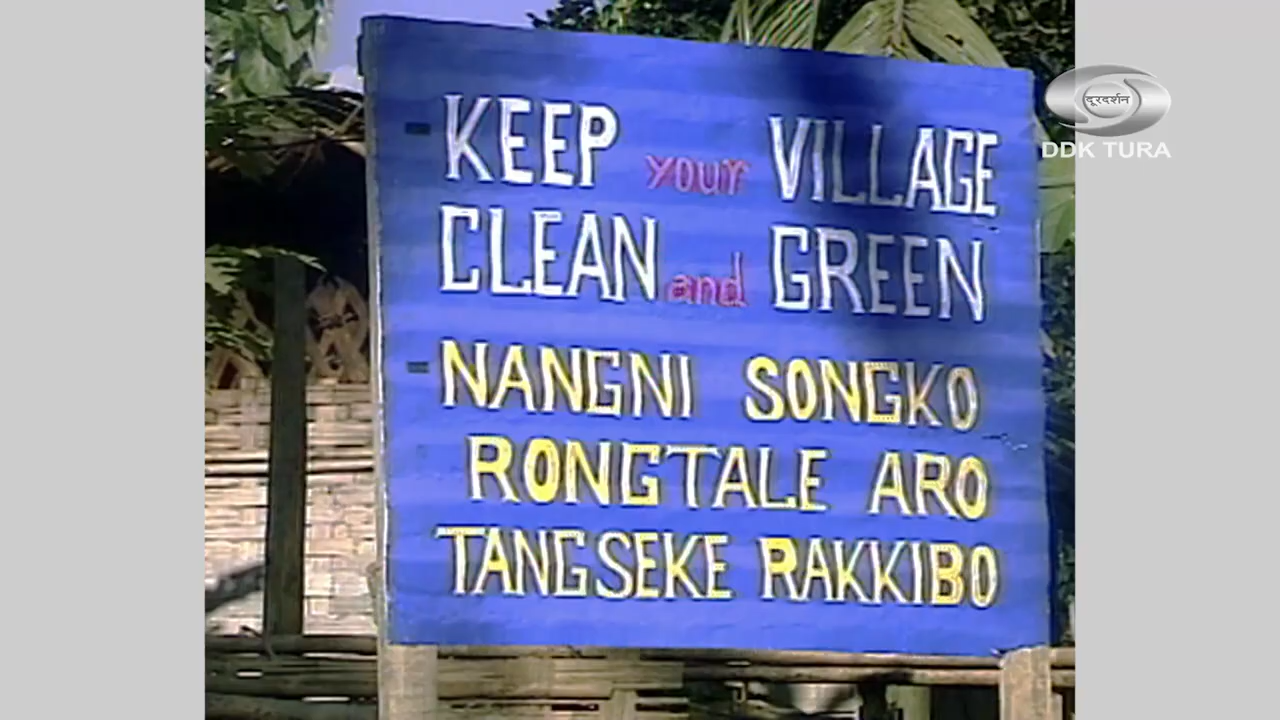 KEEP your VILLAGE
CLEAN and GREEN
NANGNI SONGKO
RONGTALE ARO
TANGSEKE RAKKIBO
दूरदर्शन
DDK TURA